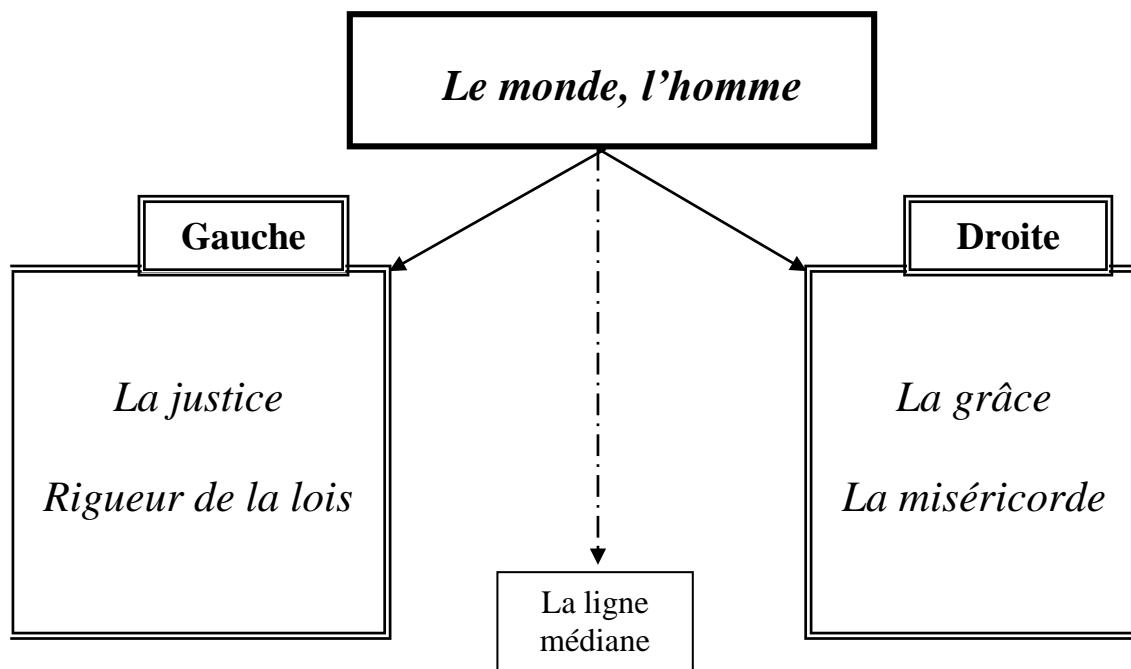 Le monde, l’homme
Gauche
Droite
La justice
Rigueur de la lois
La grâce
La miséricorde
La ligne
médiane